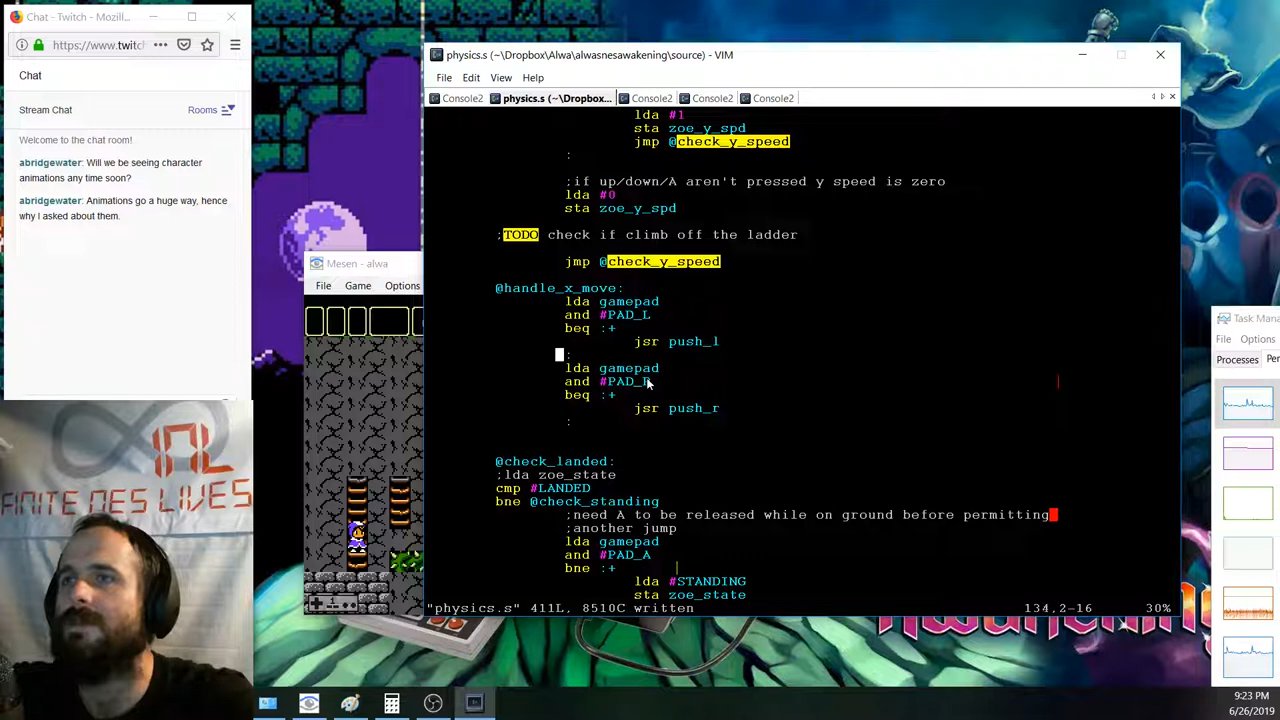 Chat - Twitch - Mozill...
https://www.twitch
Chat
Stream Chat
Rooms
Welcome to the chat room!
abridgewater: Will we be seeing character
animations any time soon?
abridgewater: Animations go a huge way, hence
why I asked about them.
Mesen - alwa
File Game Options
physics.s (~\Dropbox\Alwa\alwasnesawakening\source) - VIM
File Edit View Help
Console2 physics.s (~\Dropbox... Console2 Console2 Console2
lda #1
sta zoe_y_spd
jmp @check_y_speed
:
;if up/down/A aren't pressed y speed is zero
lda #0
sta zoe_y_spd
;TODO check if climb off the ladder
jmp @check_y_speed
@handle_x_move:
lda gamepad
and #PAD_L
beq :+
jsr push_l
:
lda gamepad
and #PAD_R
beq :+
jsr push_r
:
@check_landed:
;lda zoe_state
cmp #LANDED
bne @check_standing
;need A to be released while on ground before permitting
;another jump
lda gamepad
and #PAD_A
bne :+
lda #STANDING
sta zoe_state
"physics.s" 411L, 8510C written 134,2-16 30%
Task Man
File Options
Processes Per
FINITE DES LIVES
9:23 PM
6/26/2019